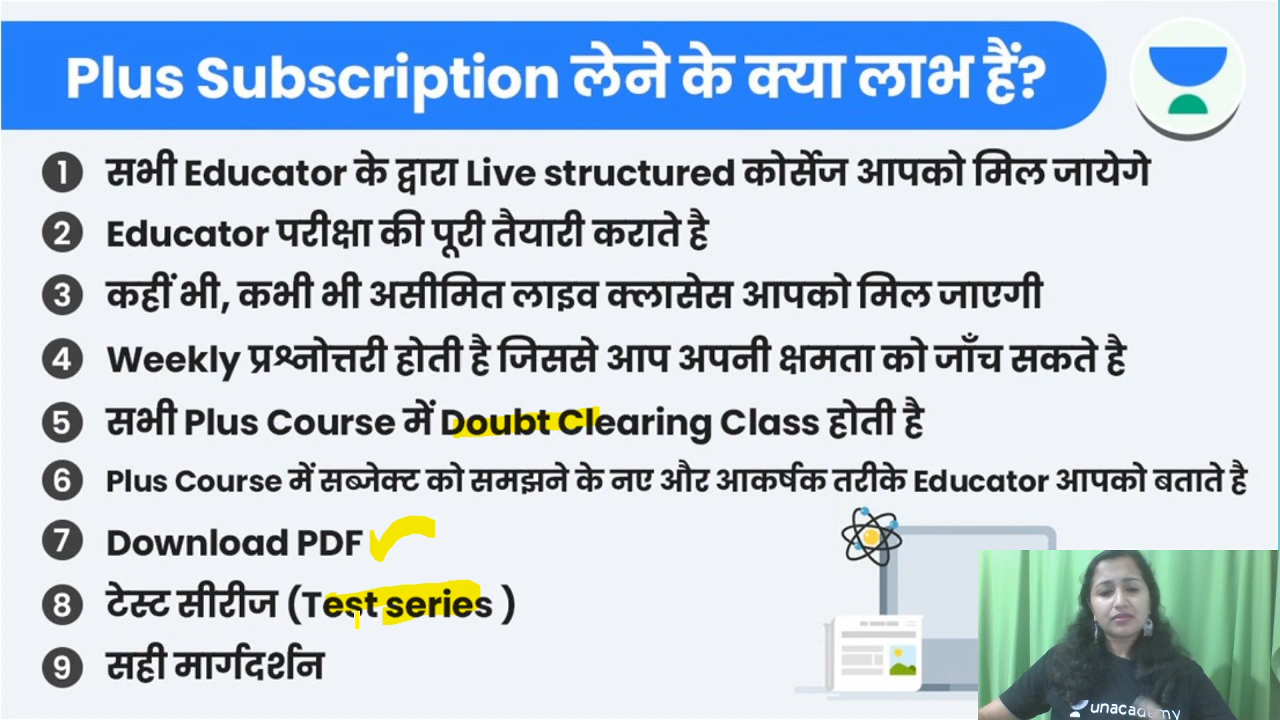 Plus Subscription लेने के क्या लाभ हैं?
1 सभी Educator के द्वारा Live structured कोर्सेज आपको मिल जायेगे
2 Educator परीक्षा की पूरी तैयारी कराते है
3 कहीं भी, कभी भी असीमित लाइव क्लासेस आपको मिल जाएगी
4 Weekly प्रश्नोत्तरी होती है जिससे आप अपनी क्षमता को जाँच सकते है
5 सभी Plus Course में Doubt Clearing Class होती है
6 Plus Course में सब्जेक्ट को समझने के नए और आकर्षक तरीके Educator आपको बताते है
7 Download PDF
8 टेस्ट सीरीज (Test series )
9 सही मार्गदर्शन
unacademy